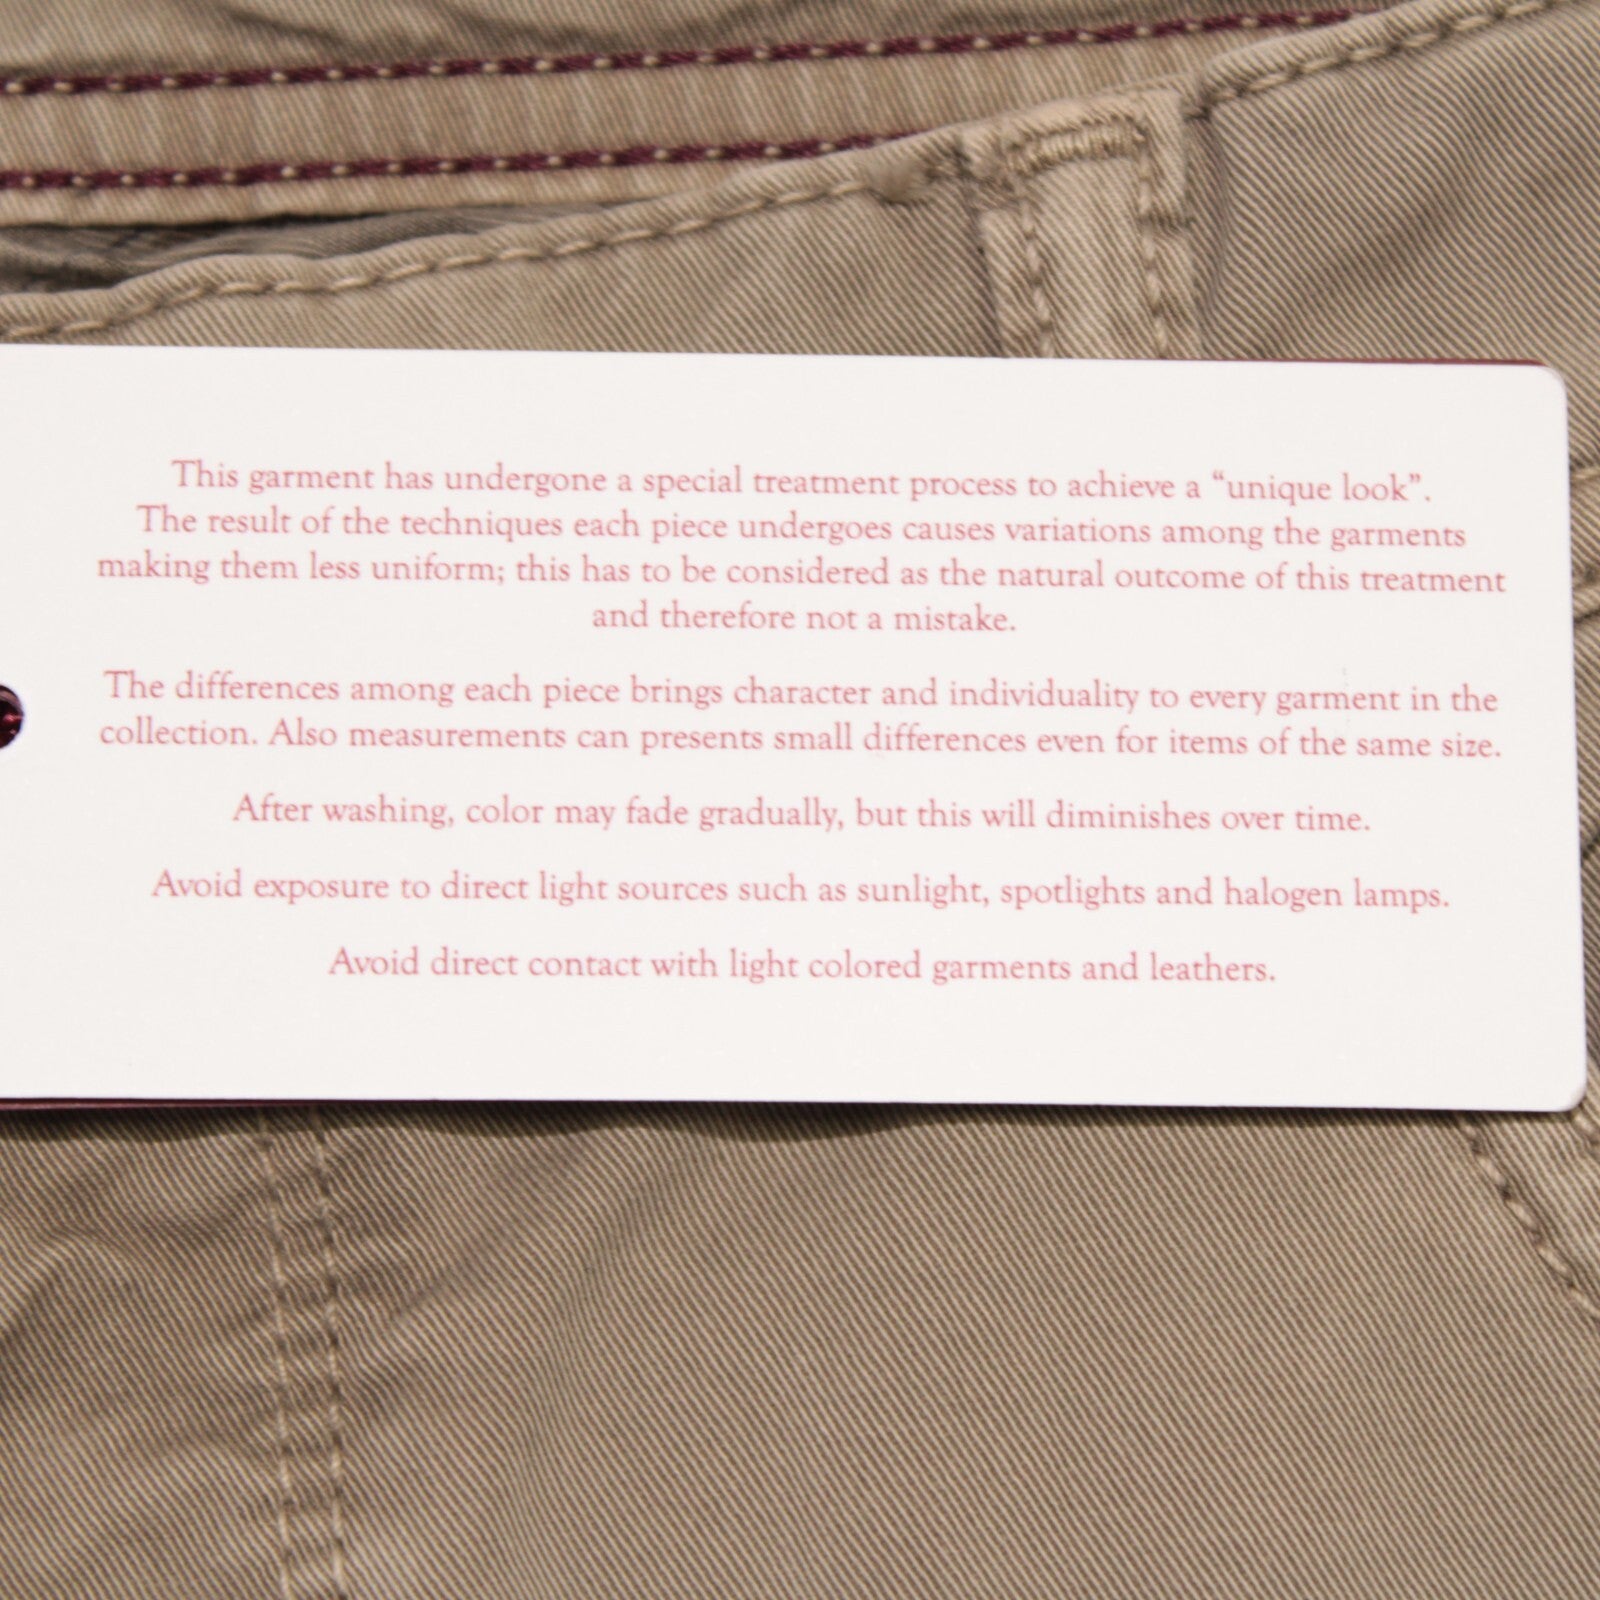 This garment has undergone a special treatment process to achieve a “unique look”.
The result of the techniques each piece undergoes causes variations among the garments
making them less uniform; this has to be considered as the natural outcome of this treatment
and therefore not a mistake.
The differences among each piece brings character and individuality to every garment in the
collection. Also measurements can presents small differences even for items of the same size.
After washing, color may fade gradually, but this will diminishes over time.
Avoid exposure to direct light sources such as sunlight, spotlights and halogen lamps.
Avoid direct contact with light colored garments and leathers.